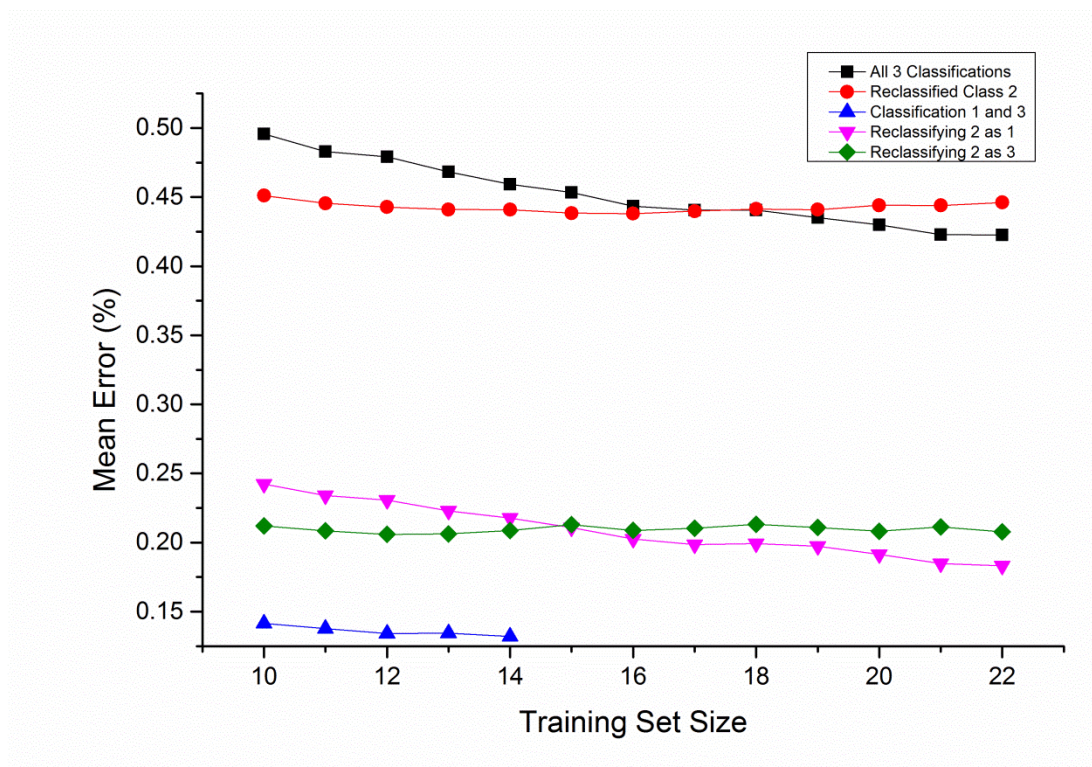 All 3 Classifications
Reclassified Class 2
Classification 1 and 3
Reclassifying 2 as 1
Reclassifying 2 as 3
0.50
0.45
0.40
0.35
0.30
0.25
0.20
0.15
Mean Error (%)
10 12 14 16 18 20 22
Training Set Size